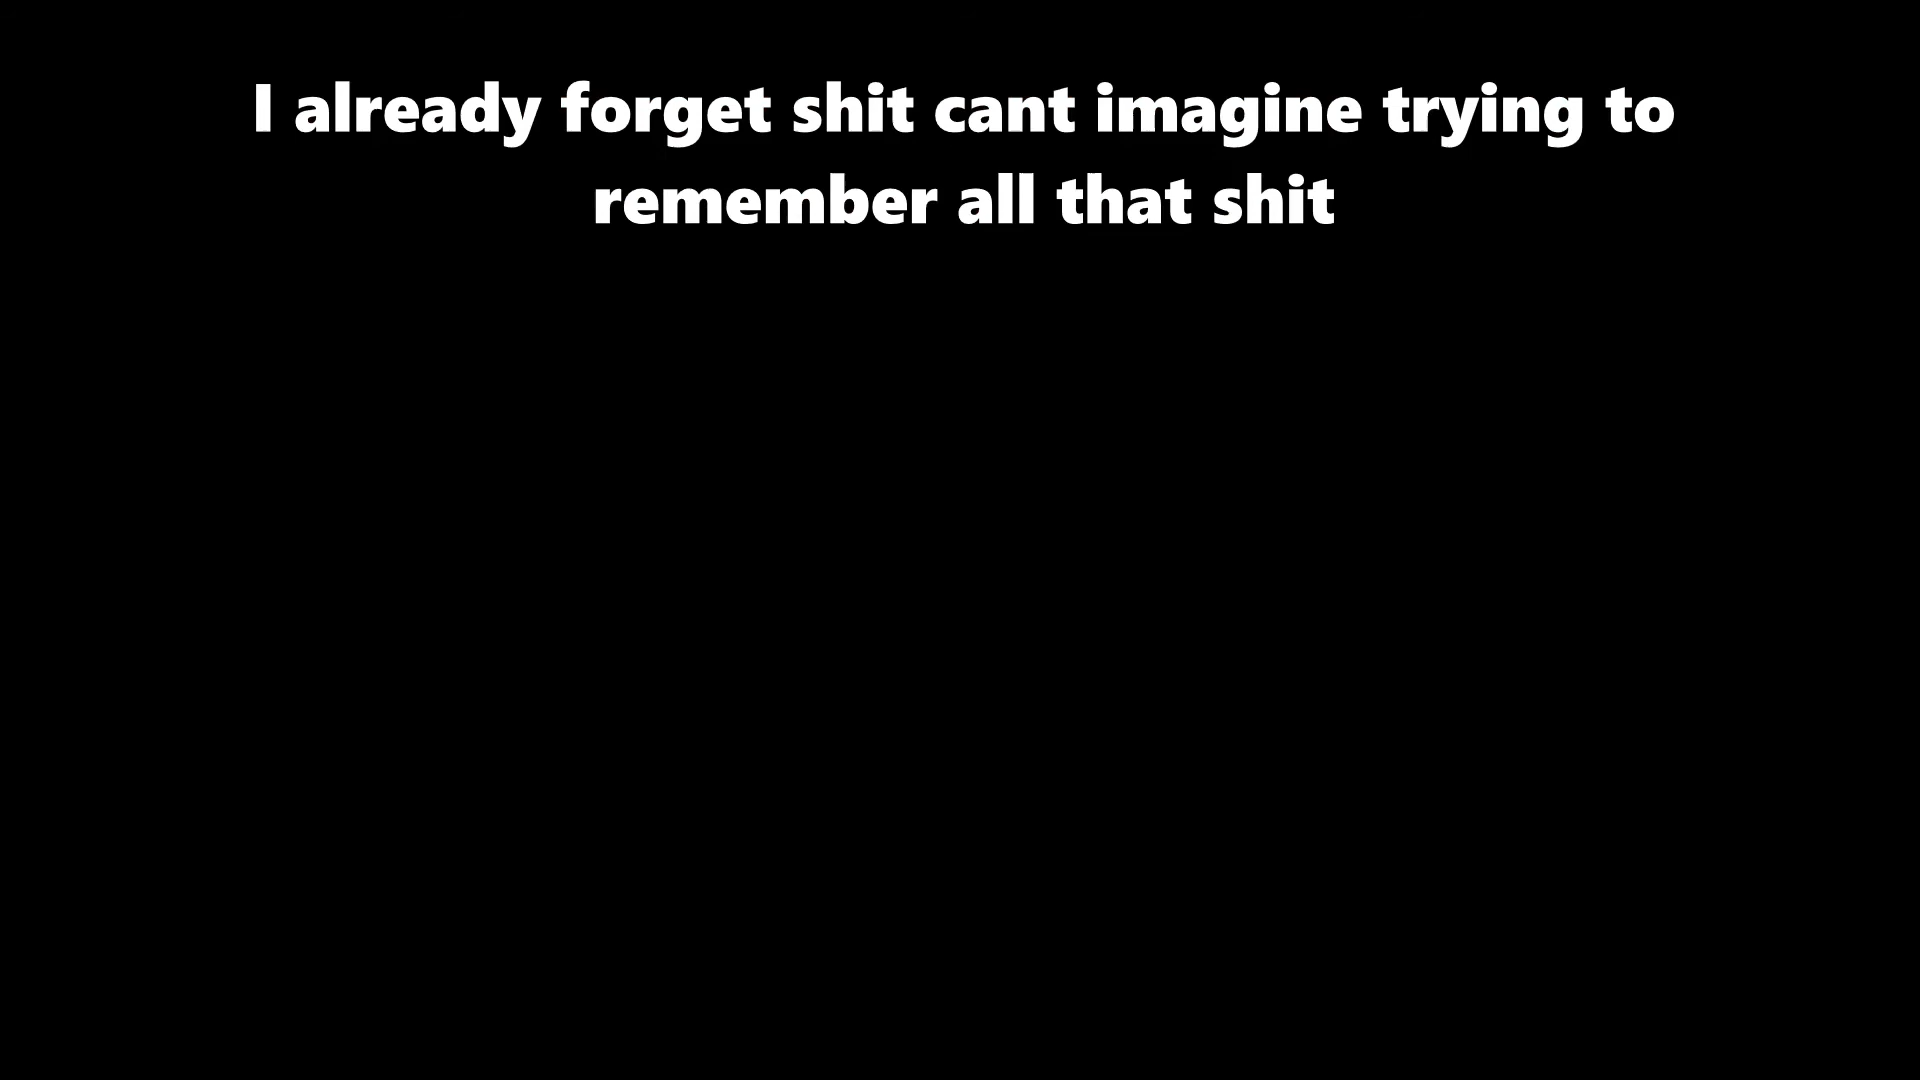 I already forget shit cant imagine trying to
remember all that shit